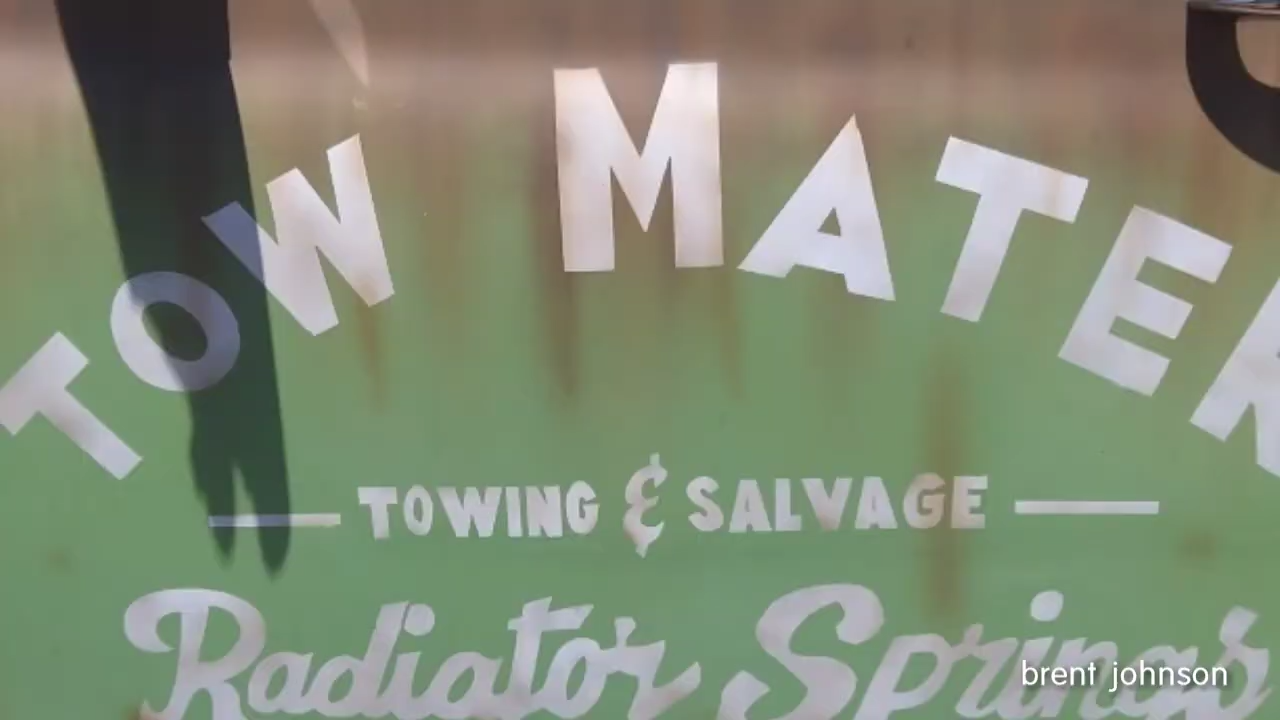 TOW MATER
TOWING & SALVAGE
Radiator Springs
brent johnson